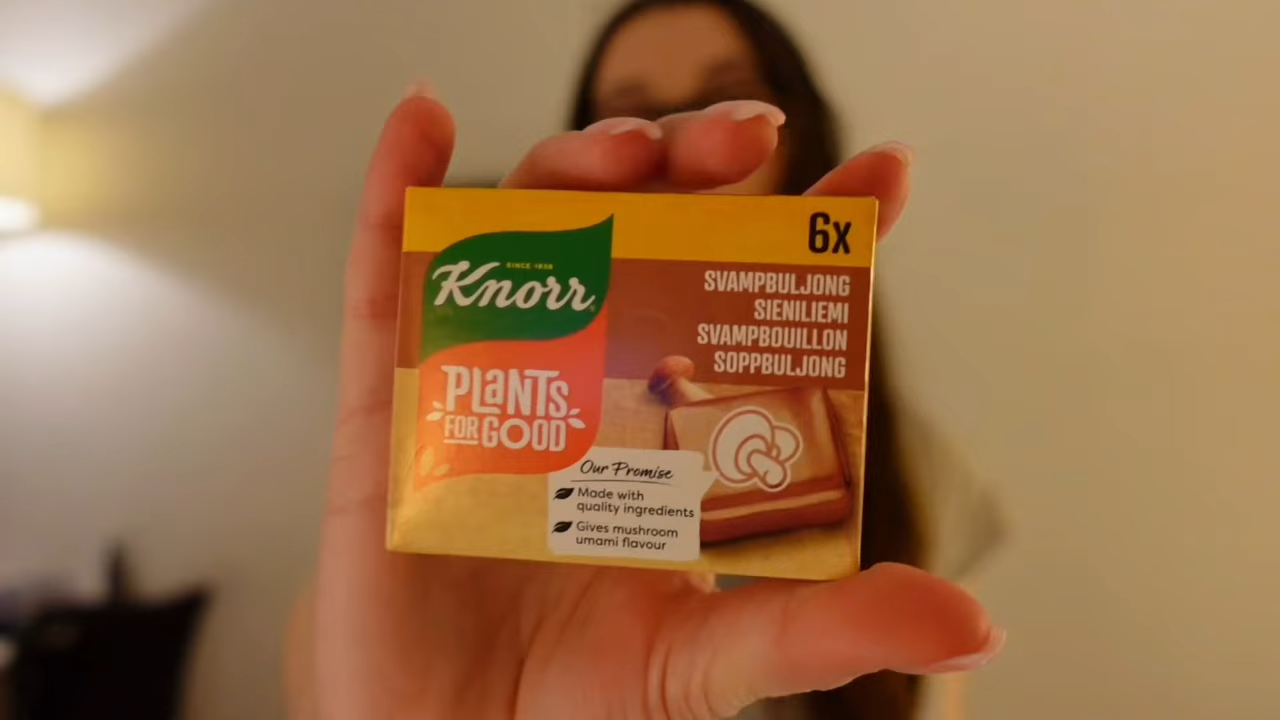 6x
SINCE 1838
Knorr
SVAMPBULJONG
SIENILIEMI
SVAMPBOUILLON
SOPPBULJONG
PLaNTS
FOR GOOD
Our Promise
Made with
quality ingredients
Gives mushroom
umami flavour